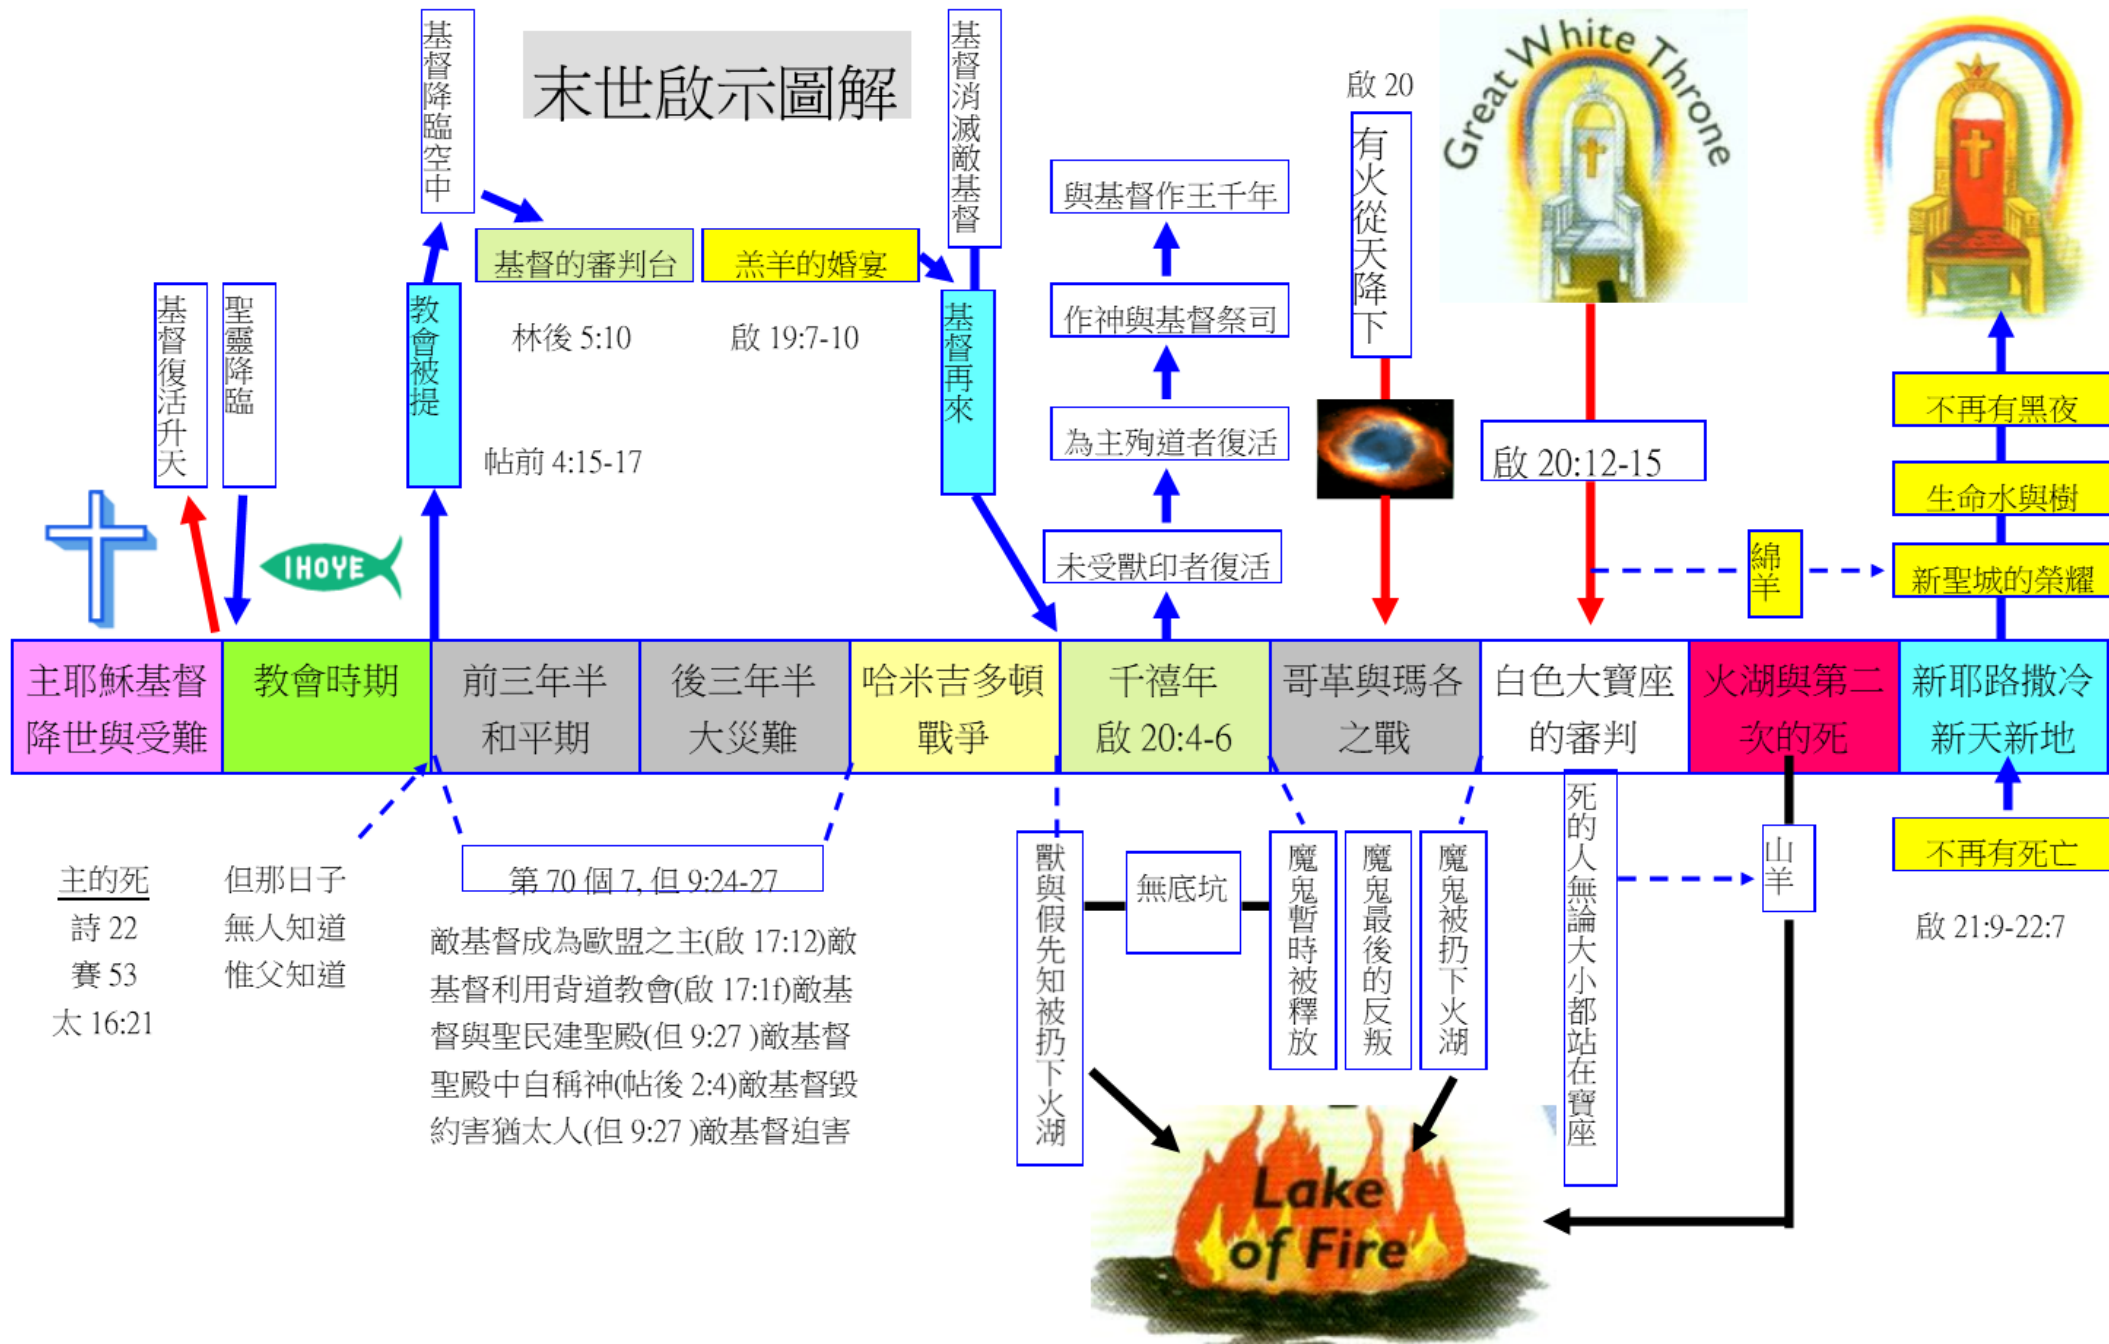 末世啟示圖解
基督降臨空中
基督消滅敵基督
啟 20
Great White Throne
有火從天降下
與基督作王千年
基督的審判台
羔羊的婚宴
基督復活升天
聖靈降臨
教會被提
林後 5:10
啟 19:7-10
基督再來
作神與基督祭司
不再有黑夜
帖前 4:15-17
為主殉道者復活
啟 20:12-15
生命水與樹
IHOYE
未受獸印者復活
綿羊
新聖城的榮耀
主耶穌基督
降世與受難
教會時期
前三年半
和平期
後三年半
大災難
哈米吉多頓
戰爭
千禧年
啟 20:4-6
哥革與瑪各
之戰
白色大寶座
的審判
火湖與第二
次的死
新耶路撒冷
新天新地
主的死
詩 22
賽 53
太 16:21
但那日子
無人知道
惟父知道
第 70 個 7, 但 9:24-27
敵基督成為歐盟之主(啟 17:12)敵
基督利用背道教會(啟 17:1f)敵基
督與聖民建聖殿(但 9:27 )敵基督
聖殿中自稱神(帖後 2:4)敵基督毀
約害猶太人(但 9:27 )敵基督迫害
獸與假先知被扔下火湖
無底坑
魔鬼暫時被釋放
魔鬼最後的反叛
魔鬼被扔下火湖
死的人無論大小都站在寶座
山羊
不再有死亡
啟 21:9-22:7
Lake
of Fire